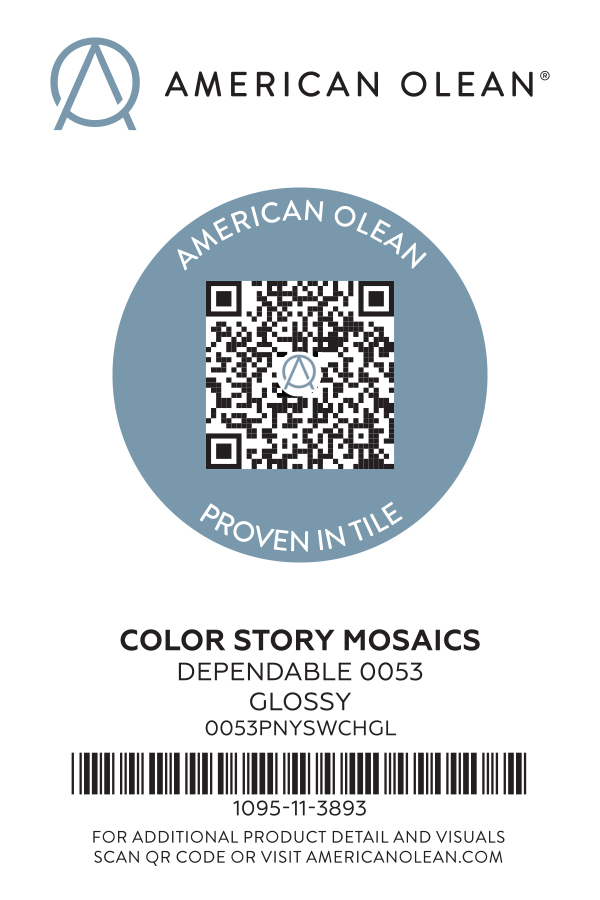 AMERICAN OLEAN®
AMERICAN OLEAN
PROVEN IN TILE
COLOR STORY MOSAICS
DEPENDABLE 0053
GLOSSY
0053PNYSWCHGL
1095-11-3893
FOR ADDITIONAL PRODUCT DETAIL AND VISUALS
SCAN QR CODE OR VISIT AMERICANOLEAN.COM